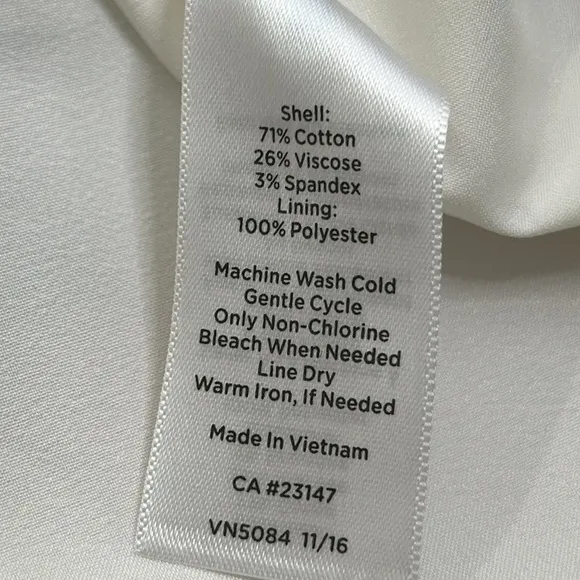 Shell:
71% Cotton
26% Viscose
3% Spandex
Lining:
100% Polyester
Machine Wash Cold
Gentle Cycle
Only Non-Chlorine
Bleach When Needed
Line Dry
Warm Iron, If Needed
Made In Vietnam
CA #23147
VN5084 11/16